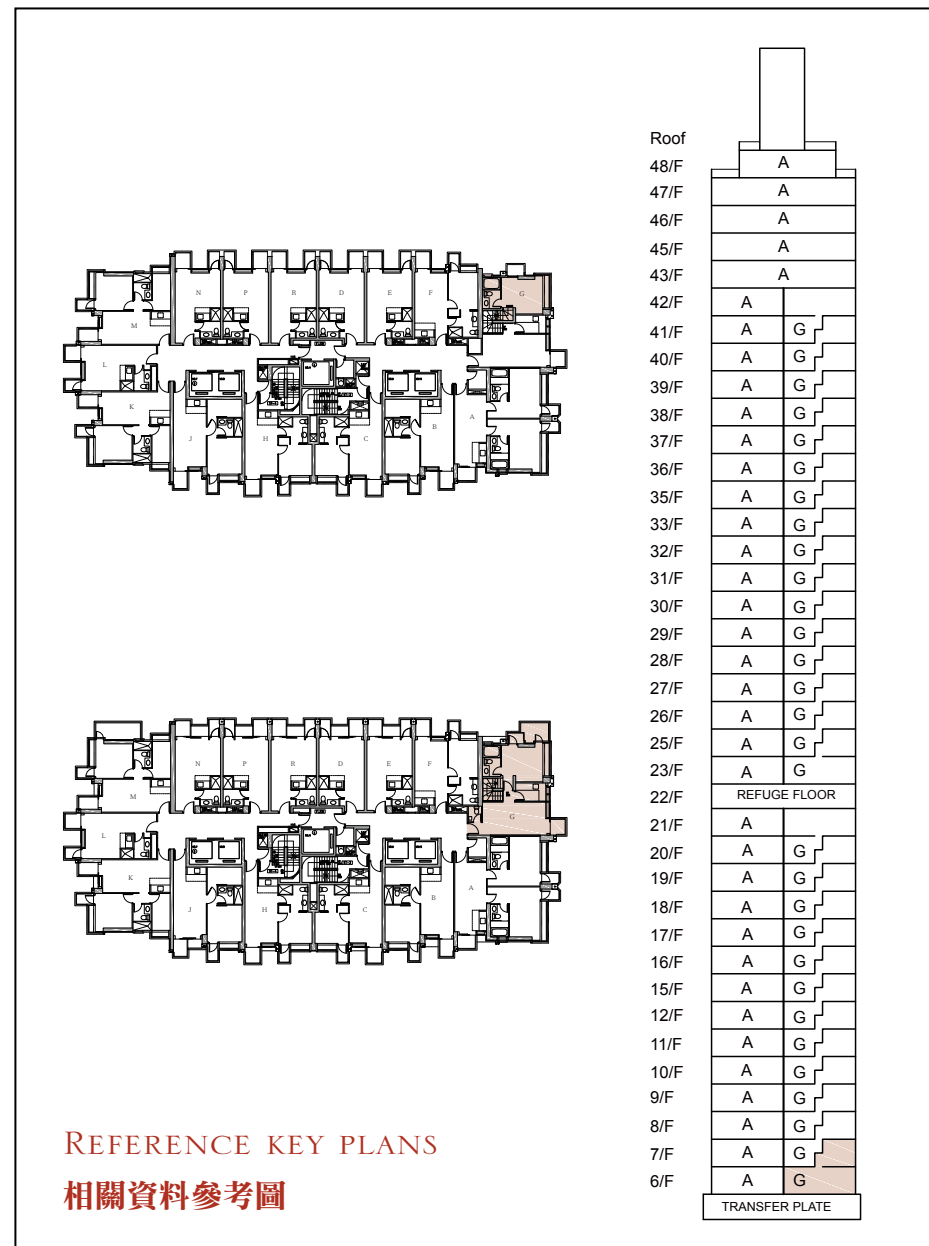 Roof
48/F A
47/F A
46/F A
45/F A
43/F A
42/F A
41/F A G
40/F A G
39/F A G
38/F A G
37/F A G
36/F A G
35/F A G
33/F A G
32/F A G
31/F A G
30/F A G
29/F A G
28/F A G
27/F A G
26/F A G
25/F A G
23/F A G
22/F REFUGE FLOOR
21/F A
20/F A G
19/F A G
18/F A G
17/F A G
16/F A G
15/F A G
12/F A G
11/F A G
10/F A G
9/F A G
8/F A G
7/F A G
6/F A G
TRANSFER PLATE
N P R D E F G
M
L
K
J H C B A
N P R D E F
M
G
L
K
J H C B A
REFERENCE KEY PLANS
相關資料參考圖